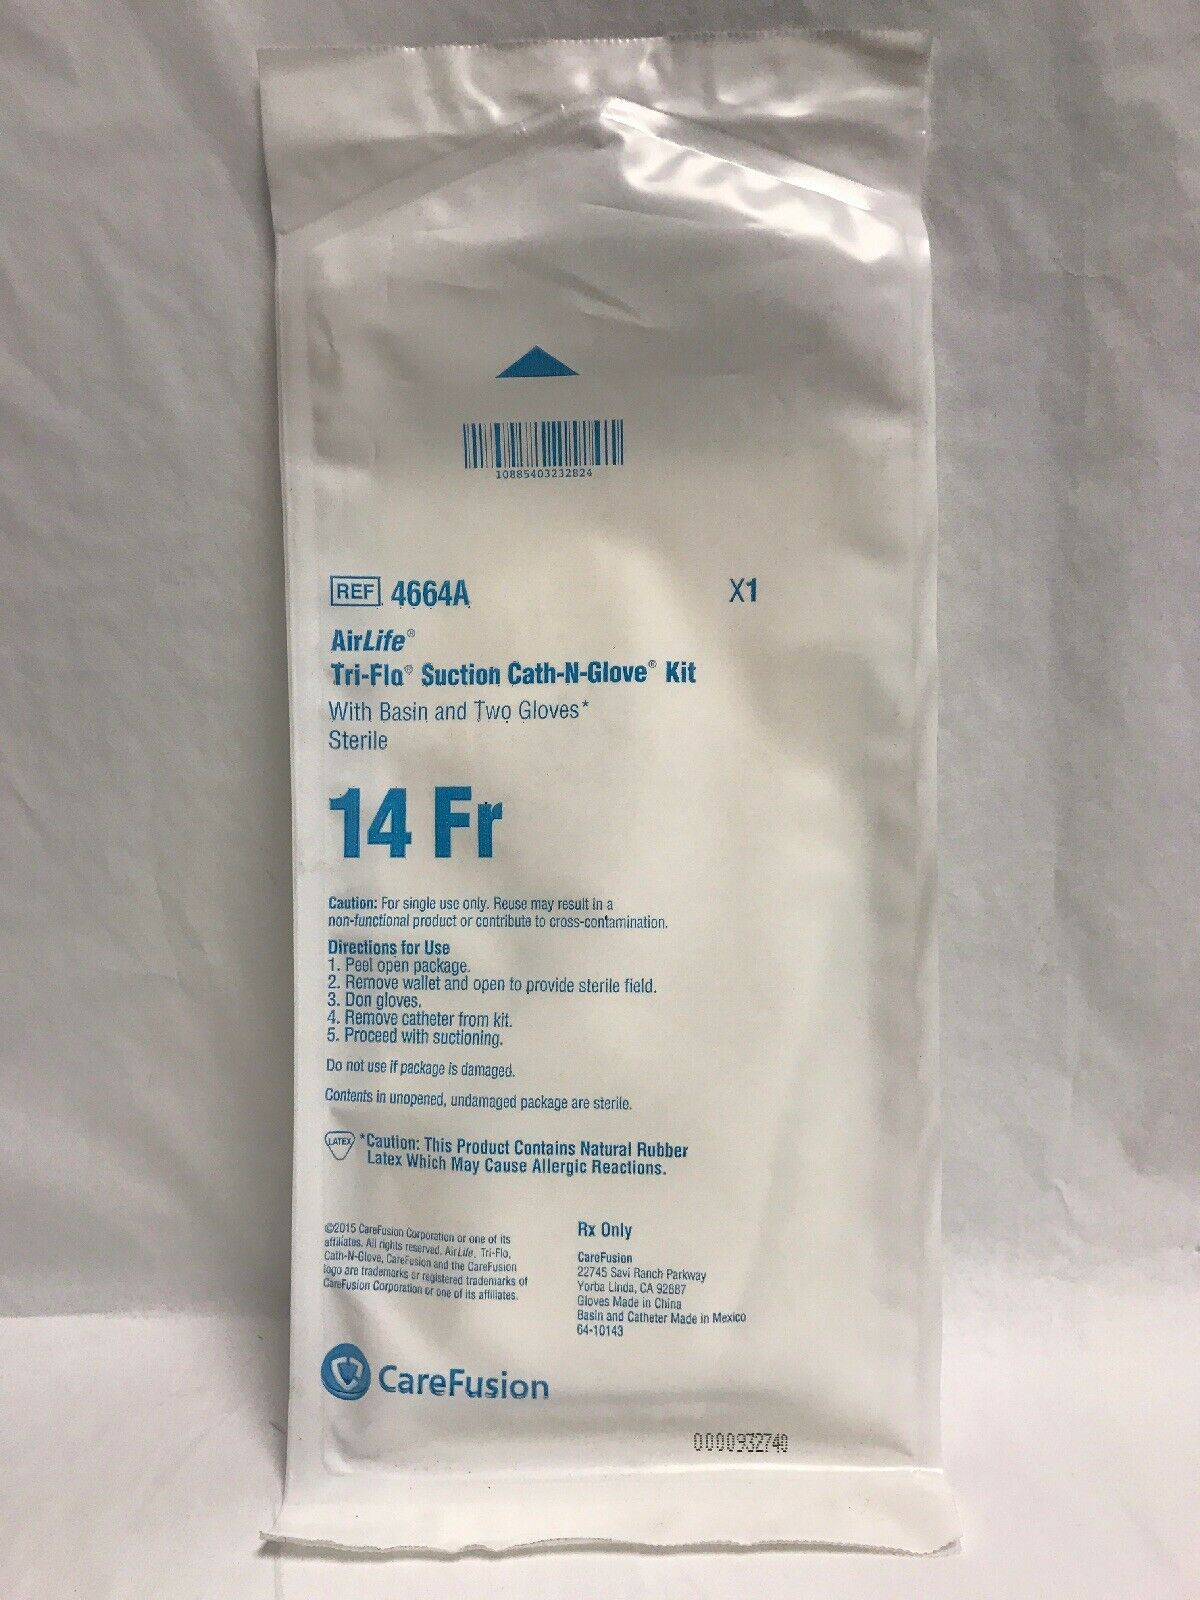 10885403232824
REF 4664A
X1
AirLife®
Tri-Flo® Suction Cath-N-Glove® Kit
With Basin and Two Gloves*
Sterile
14 Fr
Caution: For single use only. Reuse may result in a
non-functional product or contribute to cross-contamination.
Directions for Use
1. Peel open package.
2. Remove wallet and open to provide sterile field.
3. Don gloves.
4. Remove catheter from kit.
5. Proceed with suctioning.
Do not use if package is damaged.
Contents in unopened, undamaged package are sterile.
LATEX *Caution: This Product Contains Natural Rubber
Latex Which May Cause Allergic Reactions.
©2015 CareFusion Corporation or one of its
affiliates. All rights reserved. AirLife, Tri-Flo,
Cath-N-Glove, CareFusion and the CareFusion
logo are trademarks or registered trademarks of
CareFusion Corporation or one of its affiliates.
Rx Only
CareFusion
22745 Savi Ranch Parkway
Yorba Linda, CA 92887
Gloves Made in China
Basin and Catheter Made in Mexico
64-10143
CareFusion
0000932740